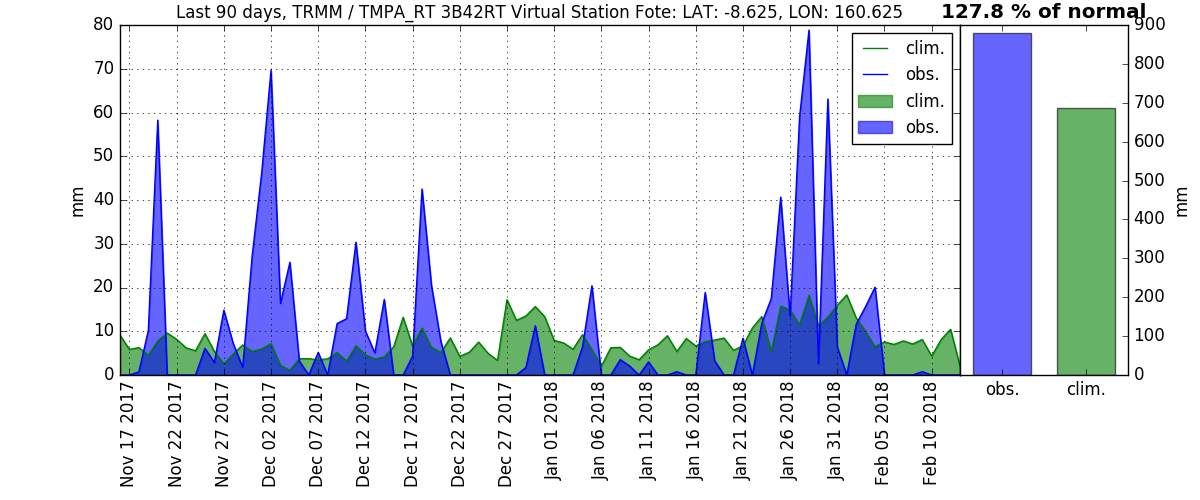 Last 90 days, TRMM / TMPA_RT 3B42RT Virtual Station Fote: LAT: -8.625, LON: 160.625
127.8 % of normal
80
70
60
50
40
30
20
10
0
mm
clim.
obs.
clim.
obs.
900
800
700
600
500
400
300
200
100
0
mm
obs.
clim.
Nov 17 2017
Nov 22 2017
Nov 27 2017
Dec 02 2017
Dec 07 2017
Dec 12 2017
Dec 17 2017
Dec 22 2017
Dec 27 2017
Jan 01 2018
Jan 06 2018
Jan 11 2018
Jan 16 2018
Jan 21 2018
Jan 26 2018
Jan 31 2018
Feb 05 2018
Feb 10 2018